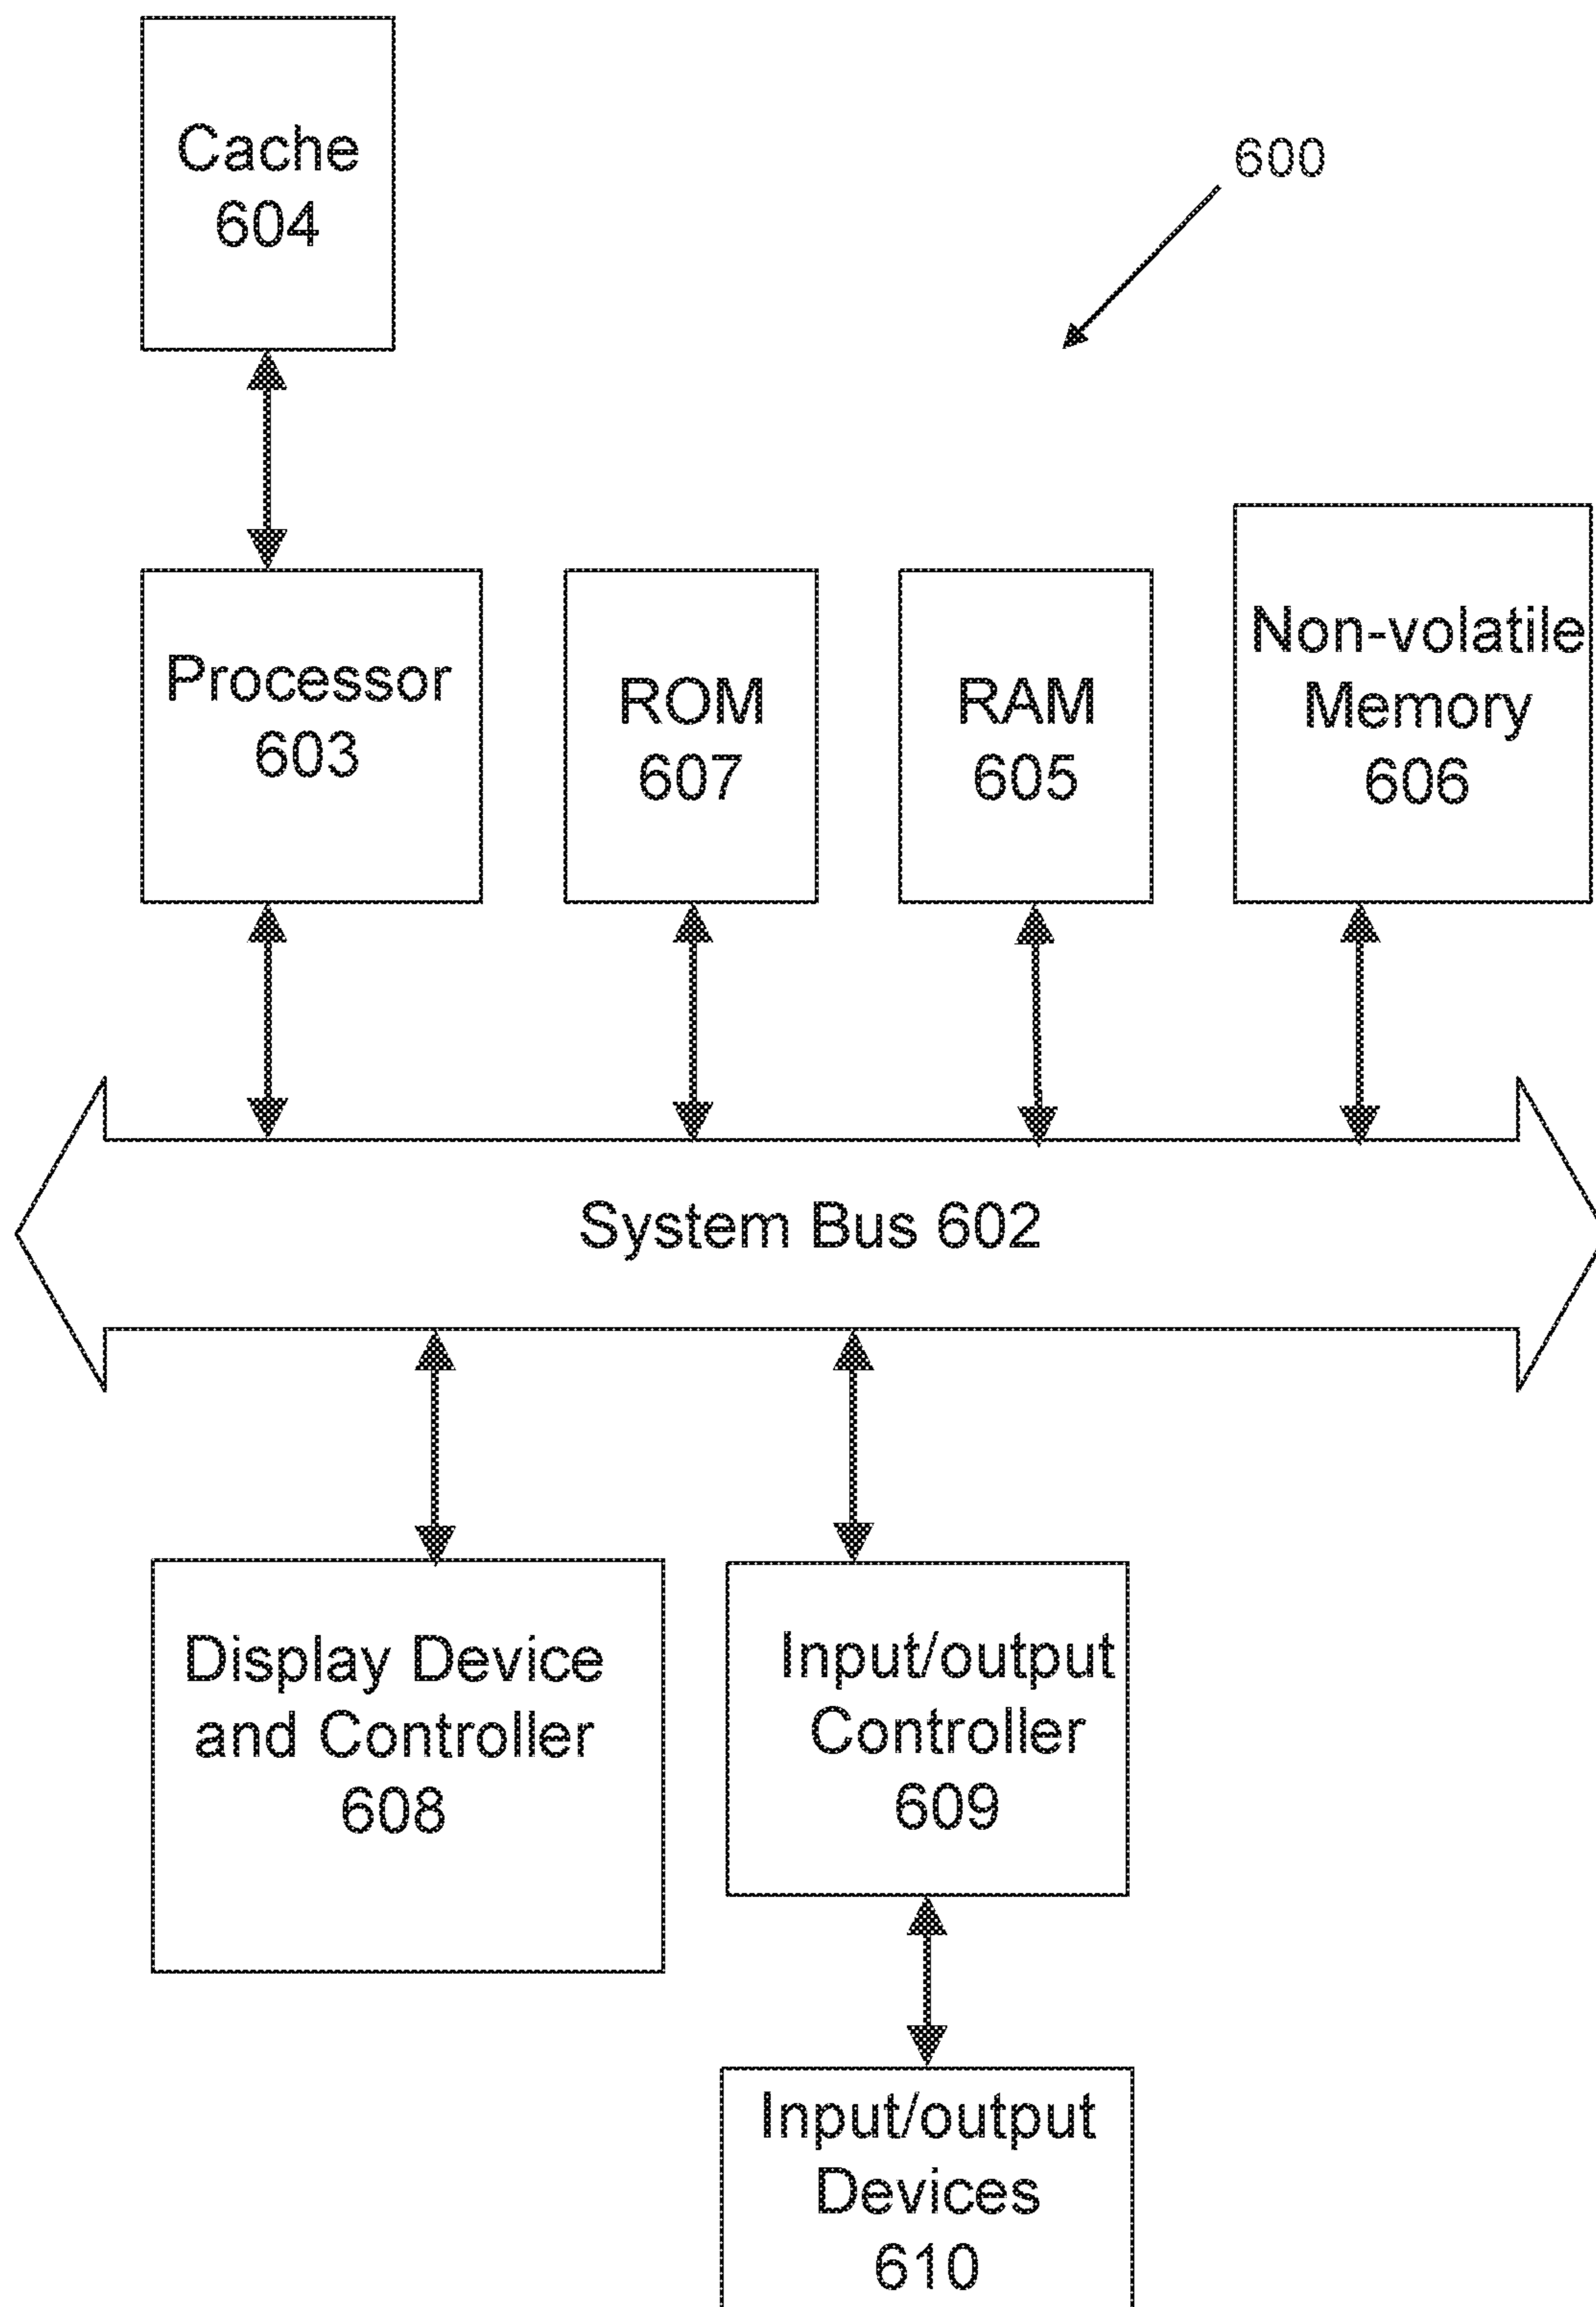 Cache
604
600
Processor
603
ROM
607
RAM
605
Non-volatile
Memory
606
System Bus 602
Display Device
and Controller
608
Input/output
Controller
609
Input/output
Devices
610